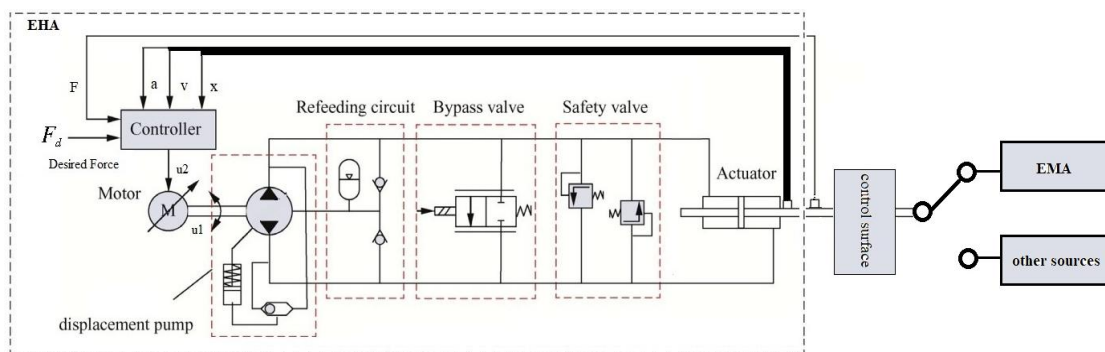 EHA
F
a
v
x
Controller
F_d
Desired Force
u2
Motor
M
u1
displacement pump
Refeeding circuit
Bypass valve
Safety valve
Actuator
control surface
EMA
other sources